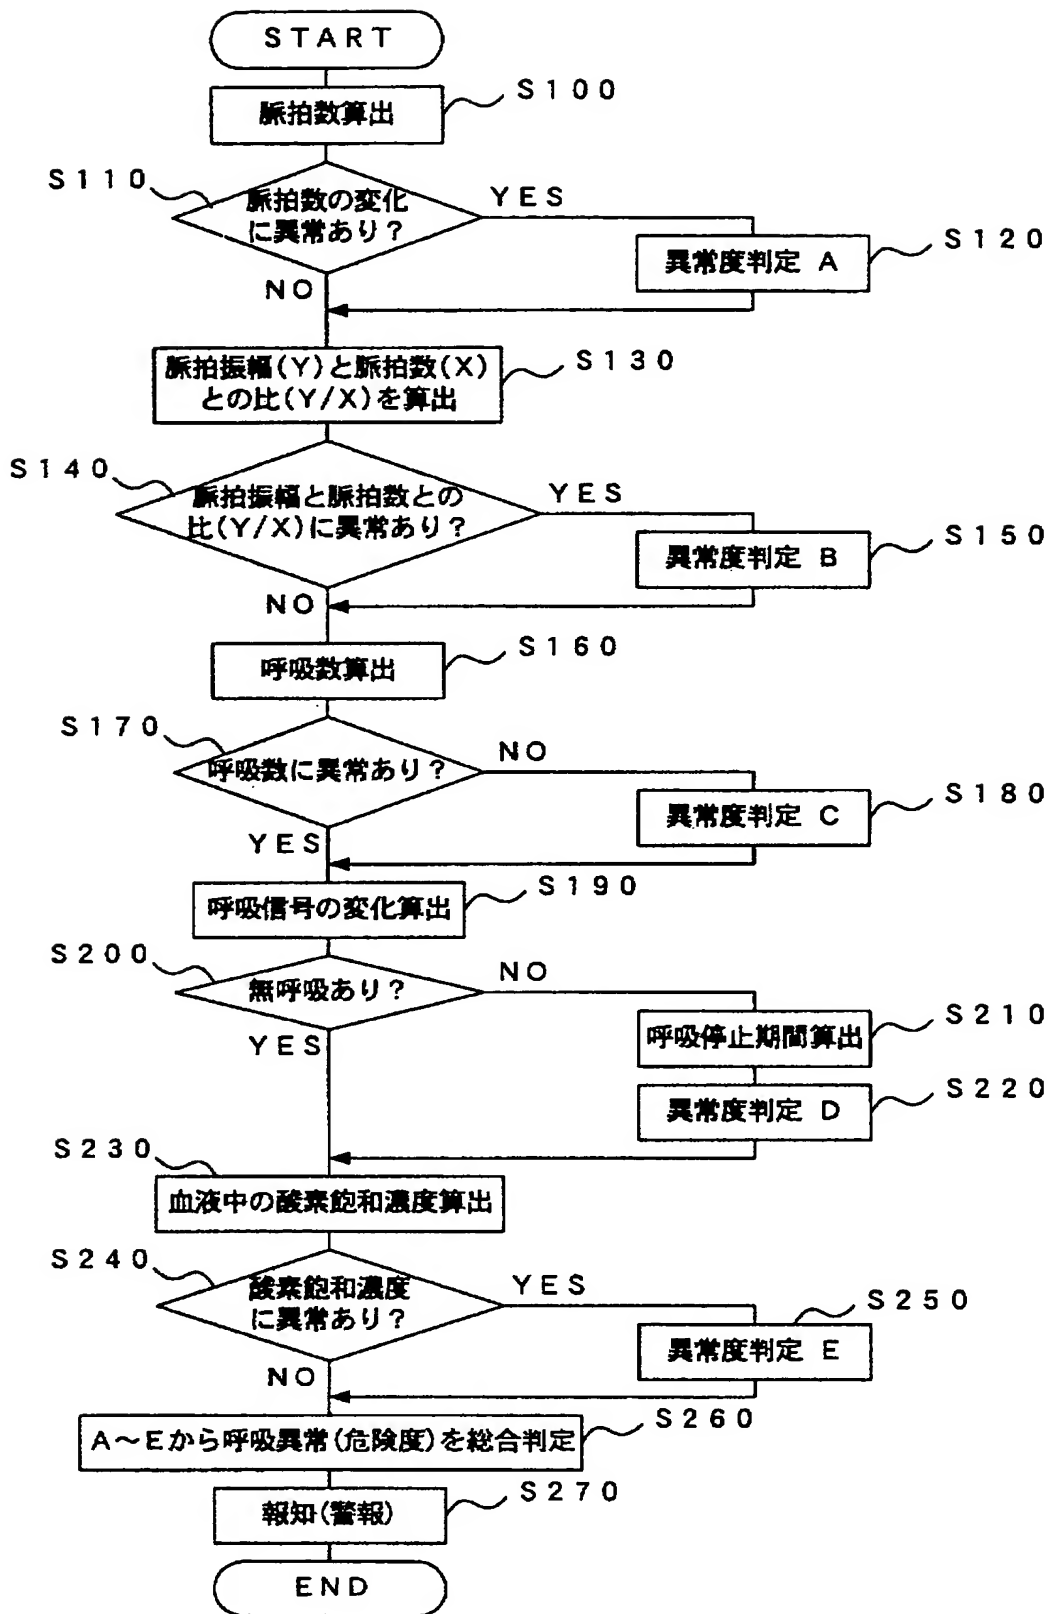 START
脈拍数算出
S100
S110
脈拍数の変化
に異常あり?
YES
NO
異常度判定 A
S120
脈拍振幅(Y)と脈拍数(X)
との比(Y/X)を算出
S130
S140
脈拍振幅と脈拍数との
比(Y/X)に異常あり?
YES
NO
異常度判定 B
S150
呼吸数算出
S160
S170
呼吸数に異常あり?
NO
YES
異常度判定 C
S180
呼吸信号の変化算出
S190
S200
無呼吸あり?
NO
YES
呼吸停止期間算出
S210
異常度判定 D
S220
S230
血液中の酸素飽和濃度算出
S240
酸素飽和濃度
に異常あり?
YES
NO
異常度判定 E
S250
A~Eから呼吸異常(危険度)を総合判定
S260
報知(警報)
S270
END